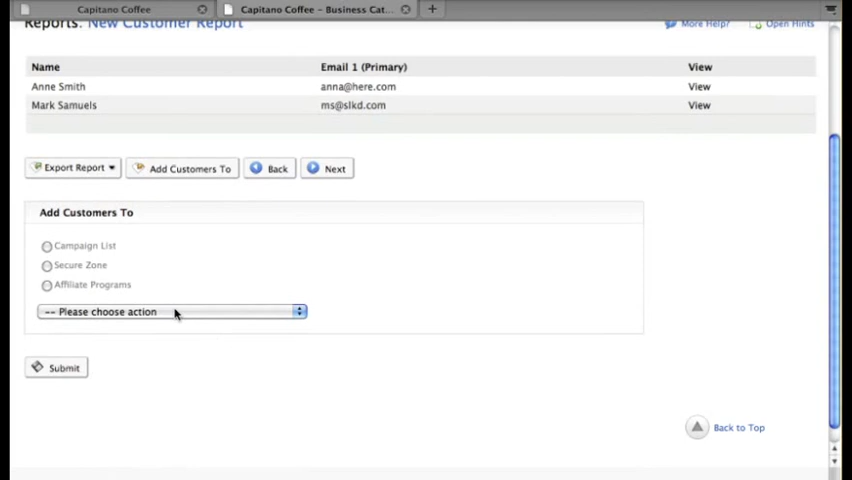 Capitano Coffee
Capitano Coffee – Business Cat...
Reports: New Customer Report
More Help?
Open Hints
Name Email 1 (Primary) View
Anne Smith anna@here.com View
Mark Samuels ms@slkd.com View
Export Report
Add Customers To
Back
Next
Add Customers To
Campaign List
Secure Zone
Affiliate Programs
-- Please choose action
Submit
Back to Top